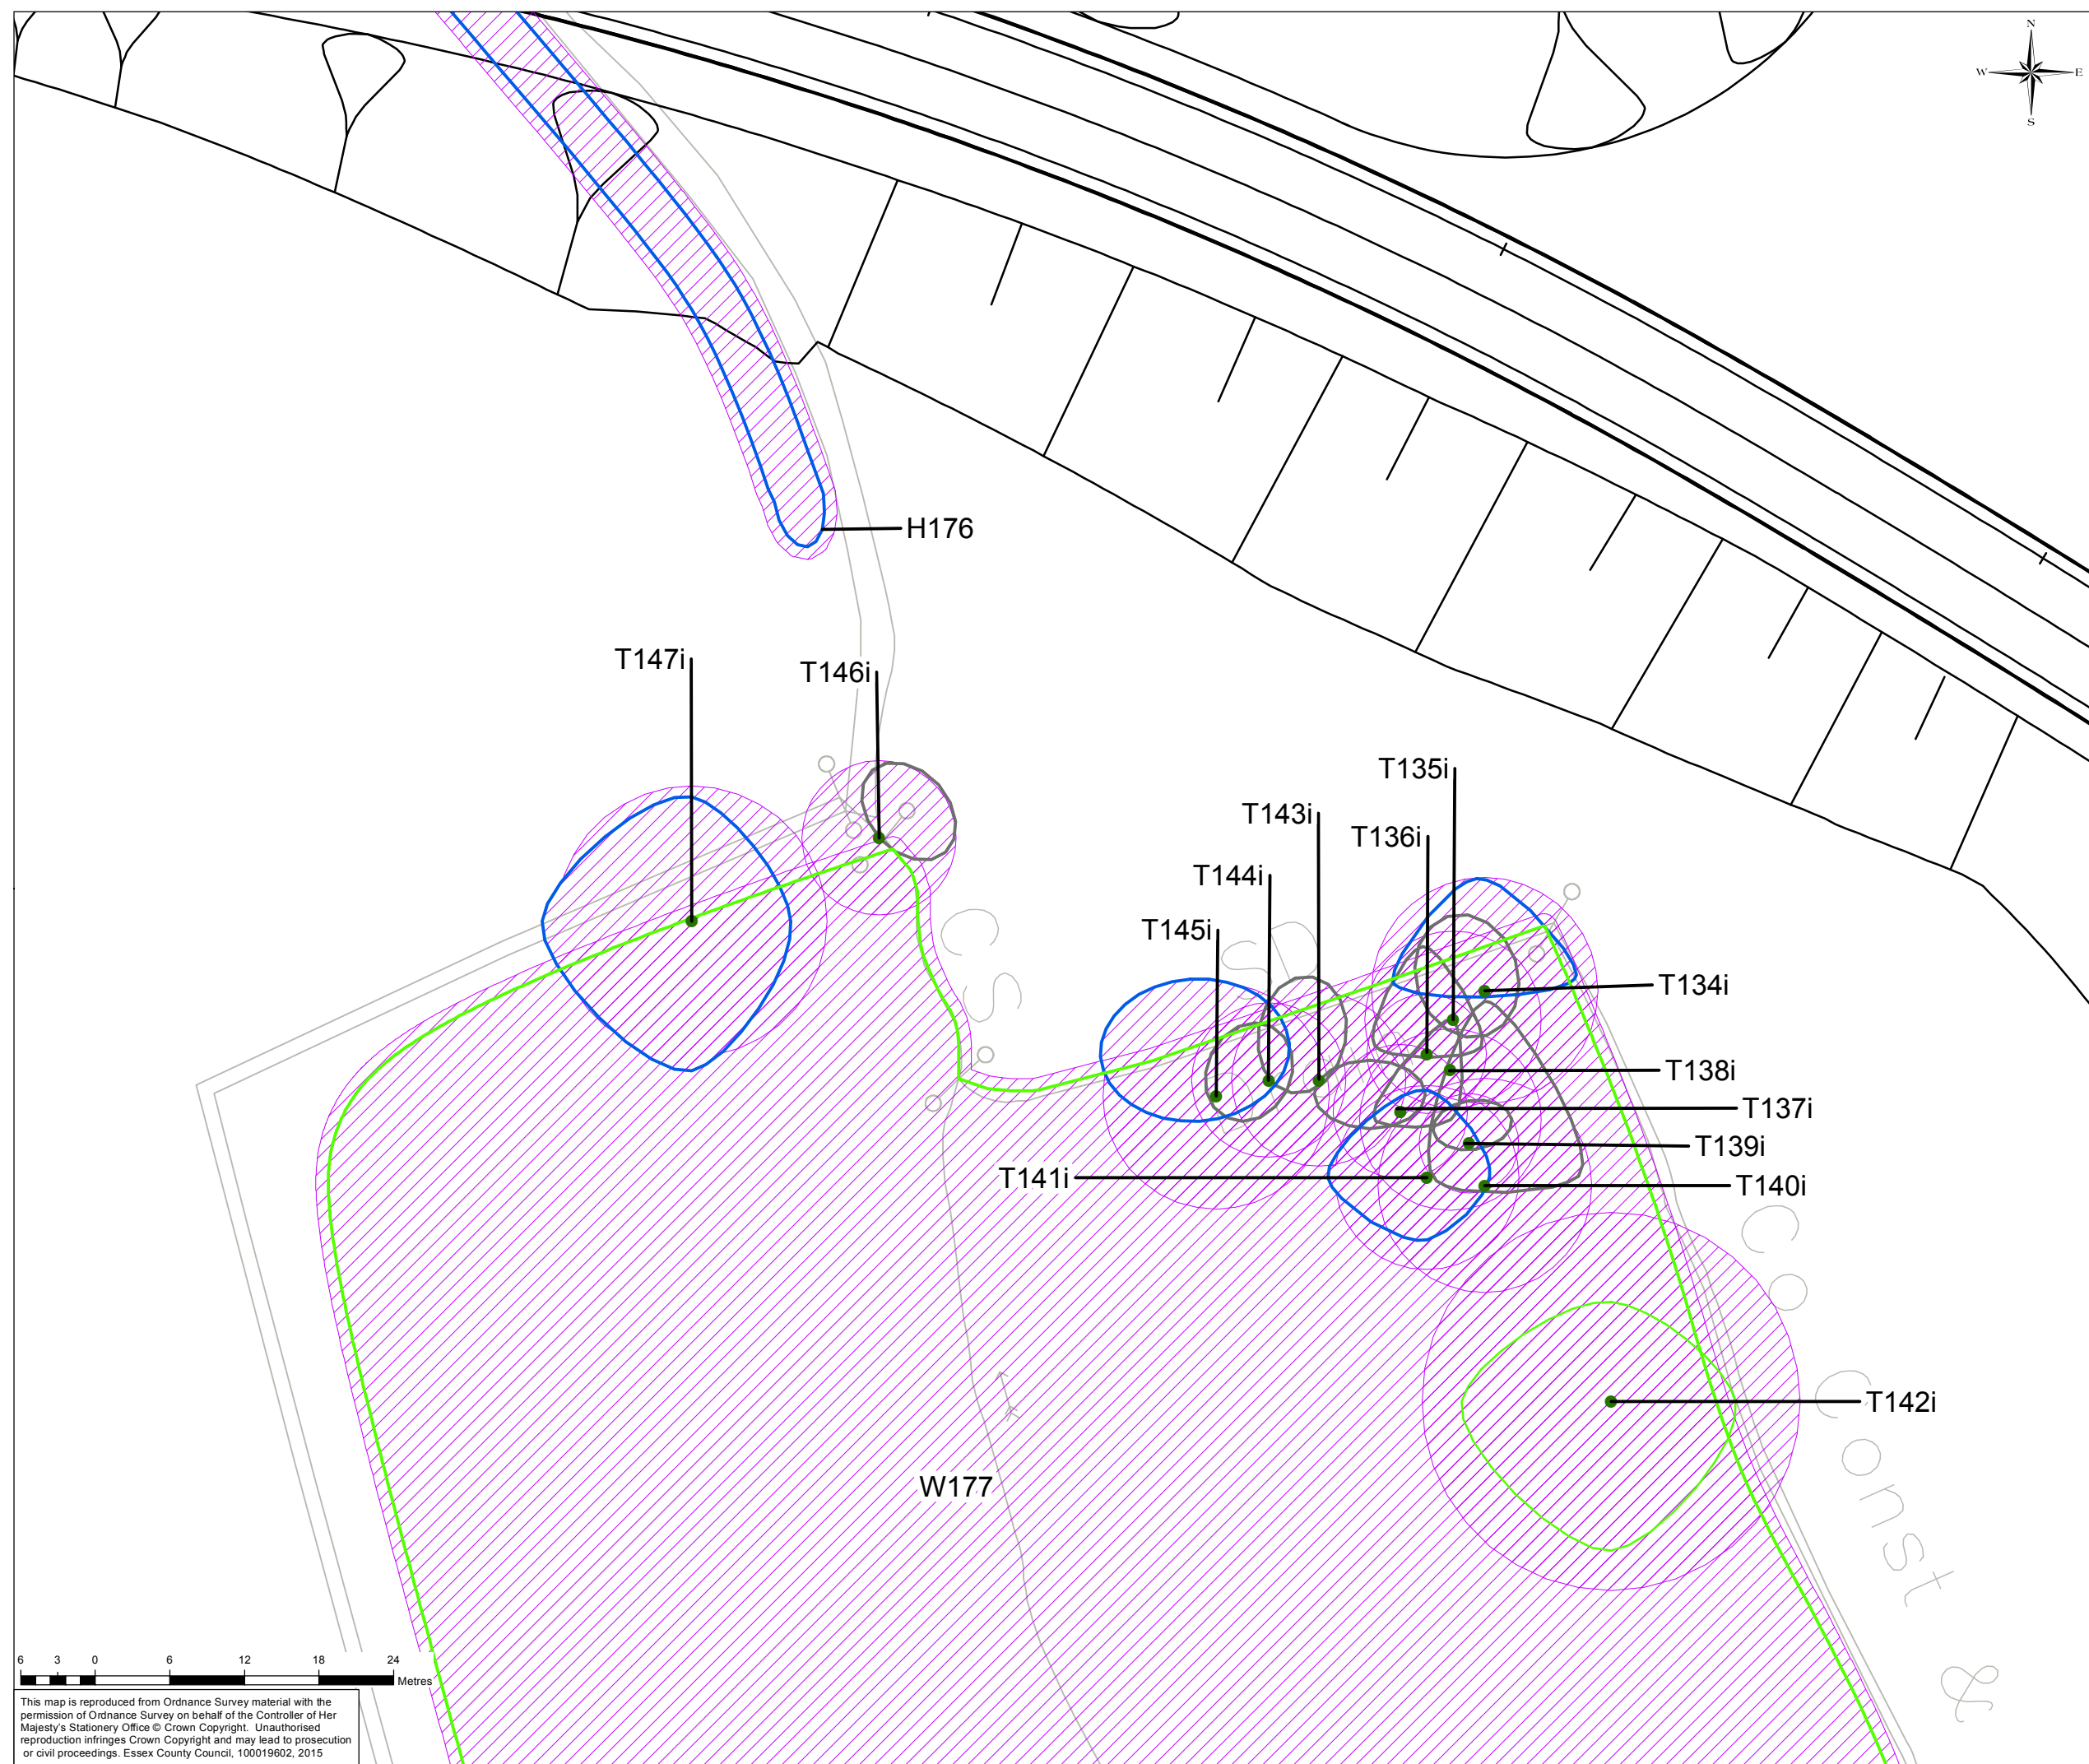 N
W E
S
H176
T147i
T146i
T135i
T143i
T136i
T144i
T145i
T134i
T138i
T137i
T139i
T141i
T140i
T142i
W177
CS
Co Const &
6 3 0 6 12 18 24
Metres
This map is reproduced from Ordnance Survey material with the
permission of Ordnance Survey on behalf of the Controller of Her
Majesty's Stationery Office © Crown Copyright. Unauthorised
reproduction infringes Crown Copyright and may lead to prosecution
or civil proceedings. Essex County Council, 100019602, 2015